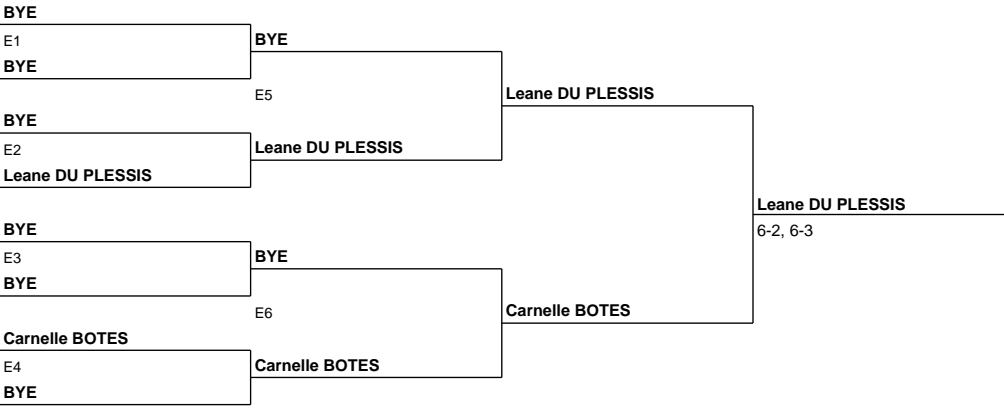 BYE
E1
BYE
BYE
E5
BYE
E2
Leane DU PLESSIS
Leane DU PLESSIS
Leane DU PLESSIS
BYE
E3
BYE
BYE
E6
Carnelle BOTES
E4
BYE
Carnelle BOTES
Carnelle BOTES
Leane DU PLESSIS
6-2, 6-3